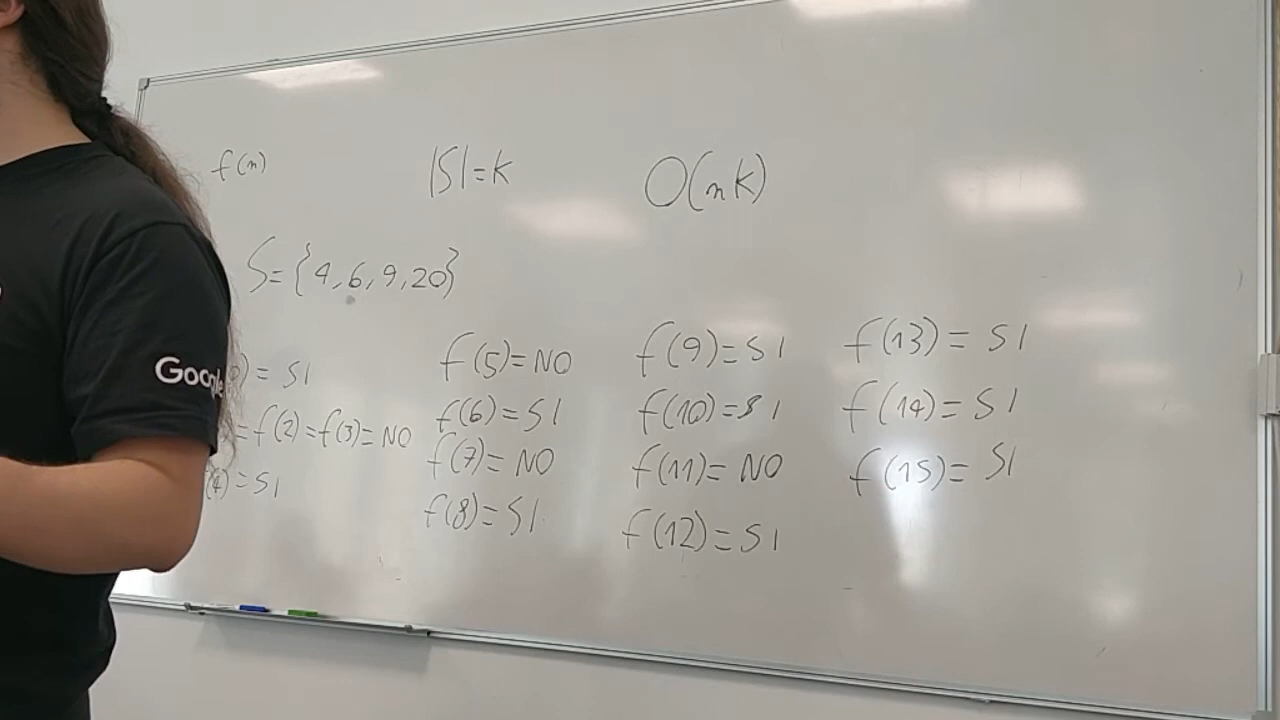 f(n)
|S|=K
O(nK)
S={4,6,9,20}
)=SI
=f(2)=f(3)=NO
(4)=SI
f(5)=NO
f(6)=SI
f(7)=NO
f(8)=SI
f(9)=SI
f(10)=SI
f(11)=NO
f(12)=SI
f(13)=SI
f(14)=SI
f(15)=SI
Google